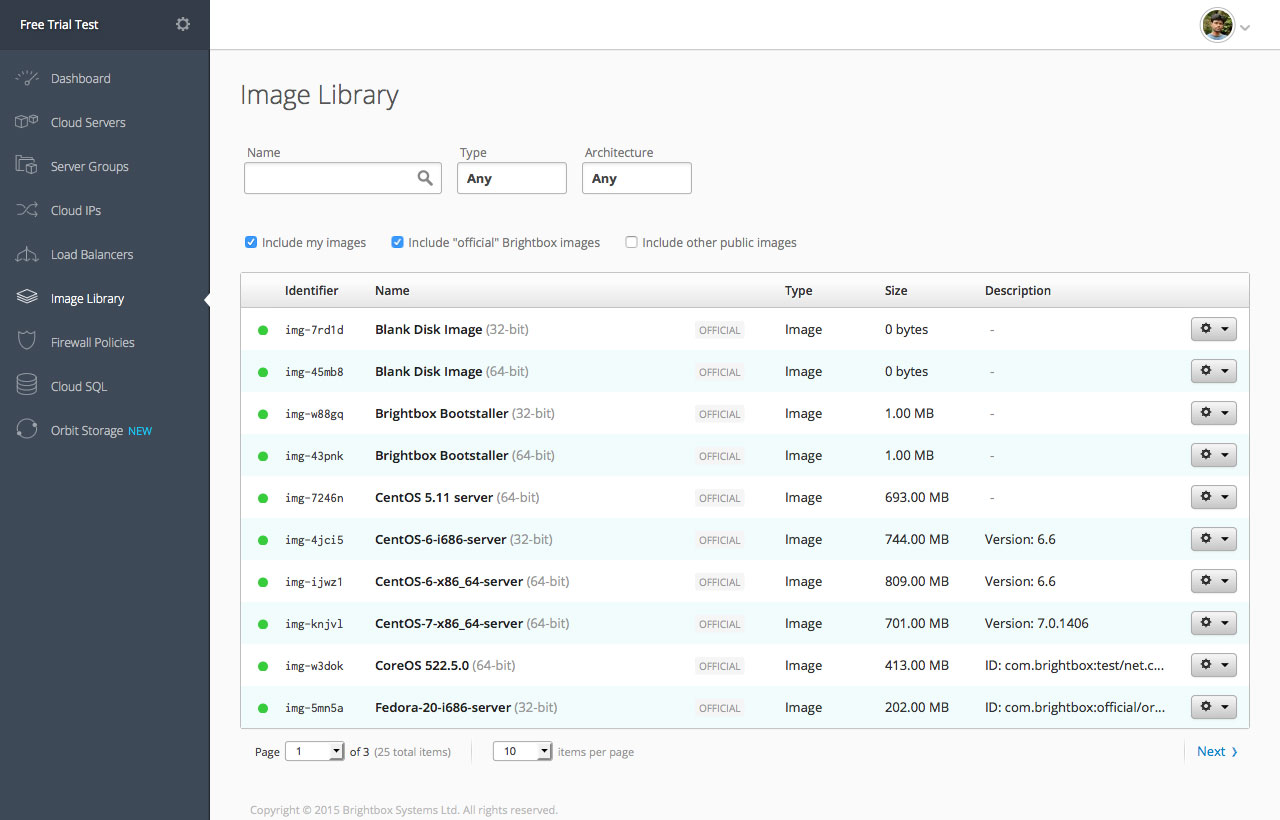 Free Trial Test
Dashboard
Cloud Servers
Server Groups
Cloud IPs
Load Balancers
Image Library
Firewall Policies
Cloud SQL
Orbit Storage NEW
Image Library
Name Type Architecture
Any Any
Include my images Include "official" Brightbox images Include other public images
Identifier Name Type Size Description
img-7rd1d Blank Disk Image (32-bit) OFFICIAL Image 0 bytes -
img-45mb8 Blank Disk Image (64-bit) OFFICIAL Image 0 bytes -
img-w88gq Brightbox Bootstaller (32-bit) OFFICIAL Image 1.00 MB -
img-43pnk Brightbox Bootstaller (64-bit) OFFICIAL Image 1.00 MB -
img-7246n CentOS 5.11 server (64-bit) OFFICIAL Image 693.00 MB -
img-4jci5 CentOS-6-i686-server (32-bit) OFFICIAL Image 744.00 MB Version: 6.6
img-ijwz1 CentOS-6-x86_64-server (64-bit) OFFICIAL Image 809.00 MB Version: 6.6
img-knjvl CentOS-7-x86_64-server (64-bit) OFFICIAL Image 701.00 MB Version: 7.0.1406
img-w3dok CoreOS 522.5.0 (64-bit) OFFICIAL Image 413.00 MB ID: com.brightbox:test/net.c...
img-5mn5a Fedora-20-i686-server (32-bit) OFFICIAL Image 202.00 MB ID: com.brightbox:official/or...
Page 1 of 3 (25 total items) 10 items per page Next ❯
Copyright © 2015 Brightbox Systems Ltd. All rights reserved.